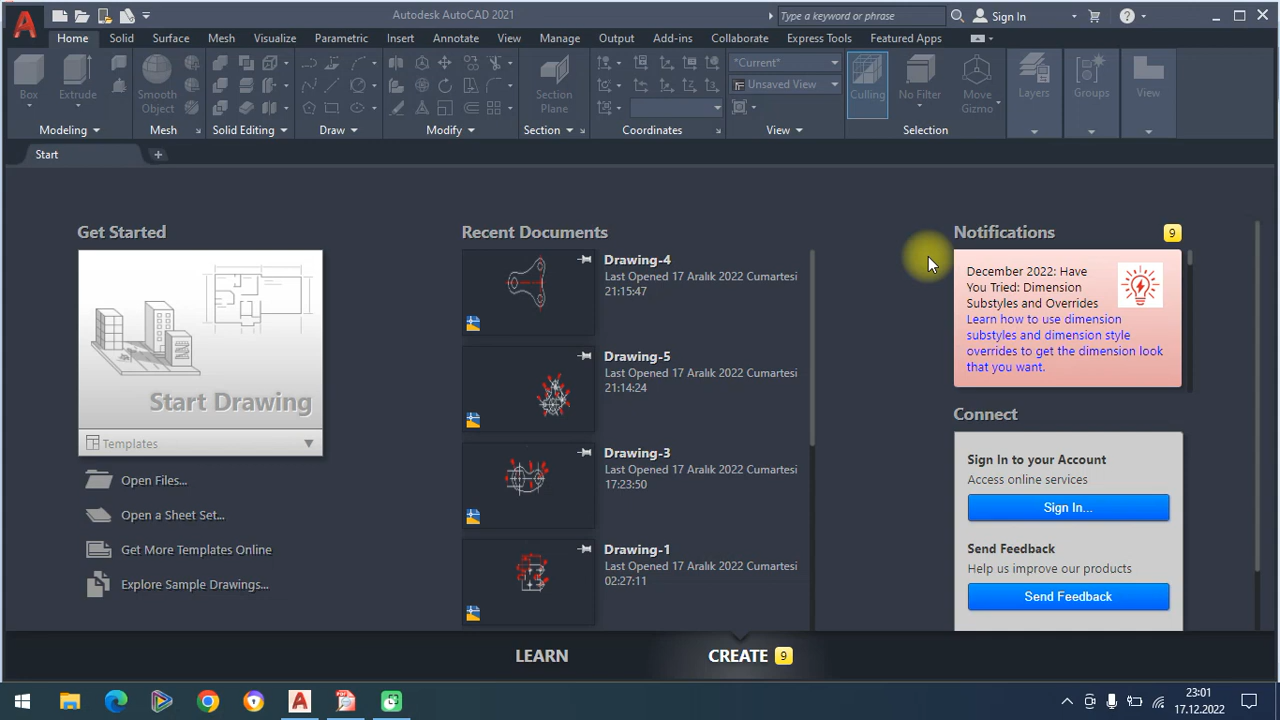 Autodesk AutoCAD 2021
Type a keyword or phrase
Sign In
Home Solid Surface Mesh Visualize Parametric Insert Annotate View Manage Output Add-ins Collaborate Express Tools Featured Apps
Box
Extrude
Smooth Object
Section Plane
*Current*
Unsaved View
Culling
No Filter
Move Gizmo
Layers
Groups
View
Modeling
Mesh
Solid Editing
Draw
Modify
Section
Coordinates
View
Selection
Start
Get Started
Start Drawing
Templates
Open Files...
Open a Sheet Set...
Get More Templates Online
Explore Sample Drawings...
Recent Documents
Drawing-4
Last Opened 17 Aralık 2022 Cumartesi
21:15:47
Drawing-5
Last Opened 17 Aralık 2022 Cumartesi
21:14:24
Drawing-3
Last Opened 17 Aralık 2022 Cumartesi
17:23:50
Drawing-1
Last Opened 17 Aralık 2022 Cumartesi
02:27:11
Notifications
9
December 2022: Have
You Tried: Dimension
Substyles and Overrides
Learn how to use dimension
substyles and dimension style
overrides to get the dimension look
that you want.
Connect
Sign In to your Account
Access online services
Sign In...
Send Feedback
Help us improve our products
Send Feedback
LEARN
CREATE 9
23:01
17.12.2022